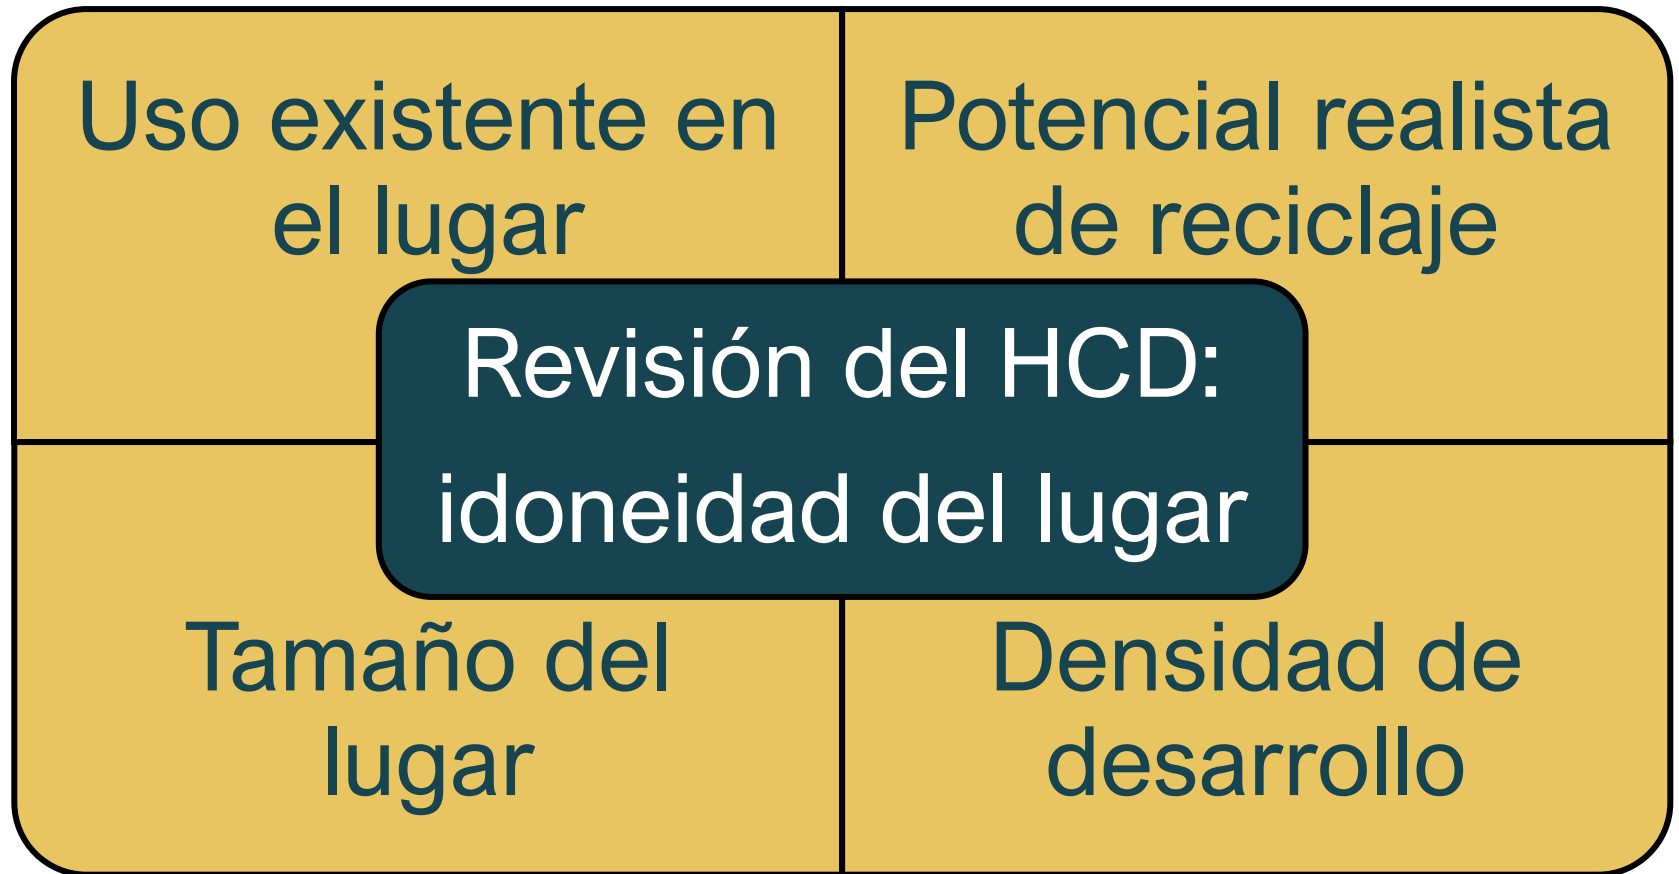 Uso existente en
el lugar
Potencial realista
de reciclaje
Revisión del HCD:
idoneidad del lugar
Tamaño del
lugar
Densidad de
desarrollo